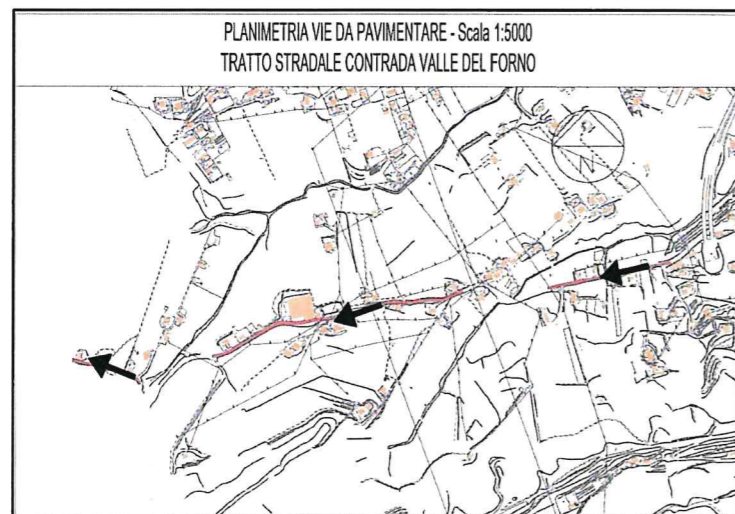 PLANIMETRIA VIE DA PAVIMENTARE - Scala 1:5000
TRATTO STRADALE CONTRADA VALLE DEL FORNO
N